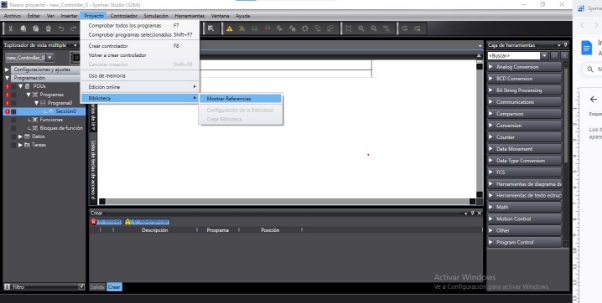 Nuevo proyecto - new_Controller_0 - Sysmac Studio (32bit)
Archivo Editar Ver Insertar Proyecto Controlador Simulación Herramientas Ventana Ayuda
Comprobar todos los programas F7
Comprobar programas seleccionados Shift+F7
Crear controlador F8
Volver a crear controlador
Cancelar creación Shift+F8
Uso de memoria
Edición online
Biblioteca
Mostrar Referencias
Configuración de la Biblioteca
Crear Biblioteca
Explorador de vista múltiple
new_Controller_0
Configuraciones y ajustes
Programación
POUs
Programas
Program0
Section0
Funciones
Bloques de función
Datos
Tareas
Filtro
Crear
Descripción Programa Posición
Salida Crear
Caja de herramientas
<Buscar>
Analog Conversion
BCD Conversion
Bit String Processing
Communications
Comparison
Conversion
Counter
Data Movement
Data Type Conversion
FCS
Herramientas de diagrama de
Herramientas de texto estruc
Math
Motion Control
Other
Program Control
Activar Windows
Ve a Configuración para activar Windows.